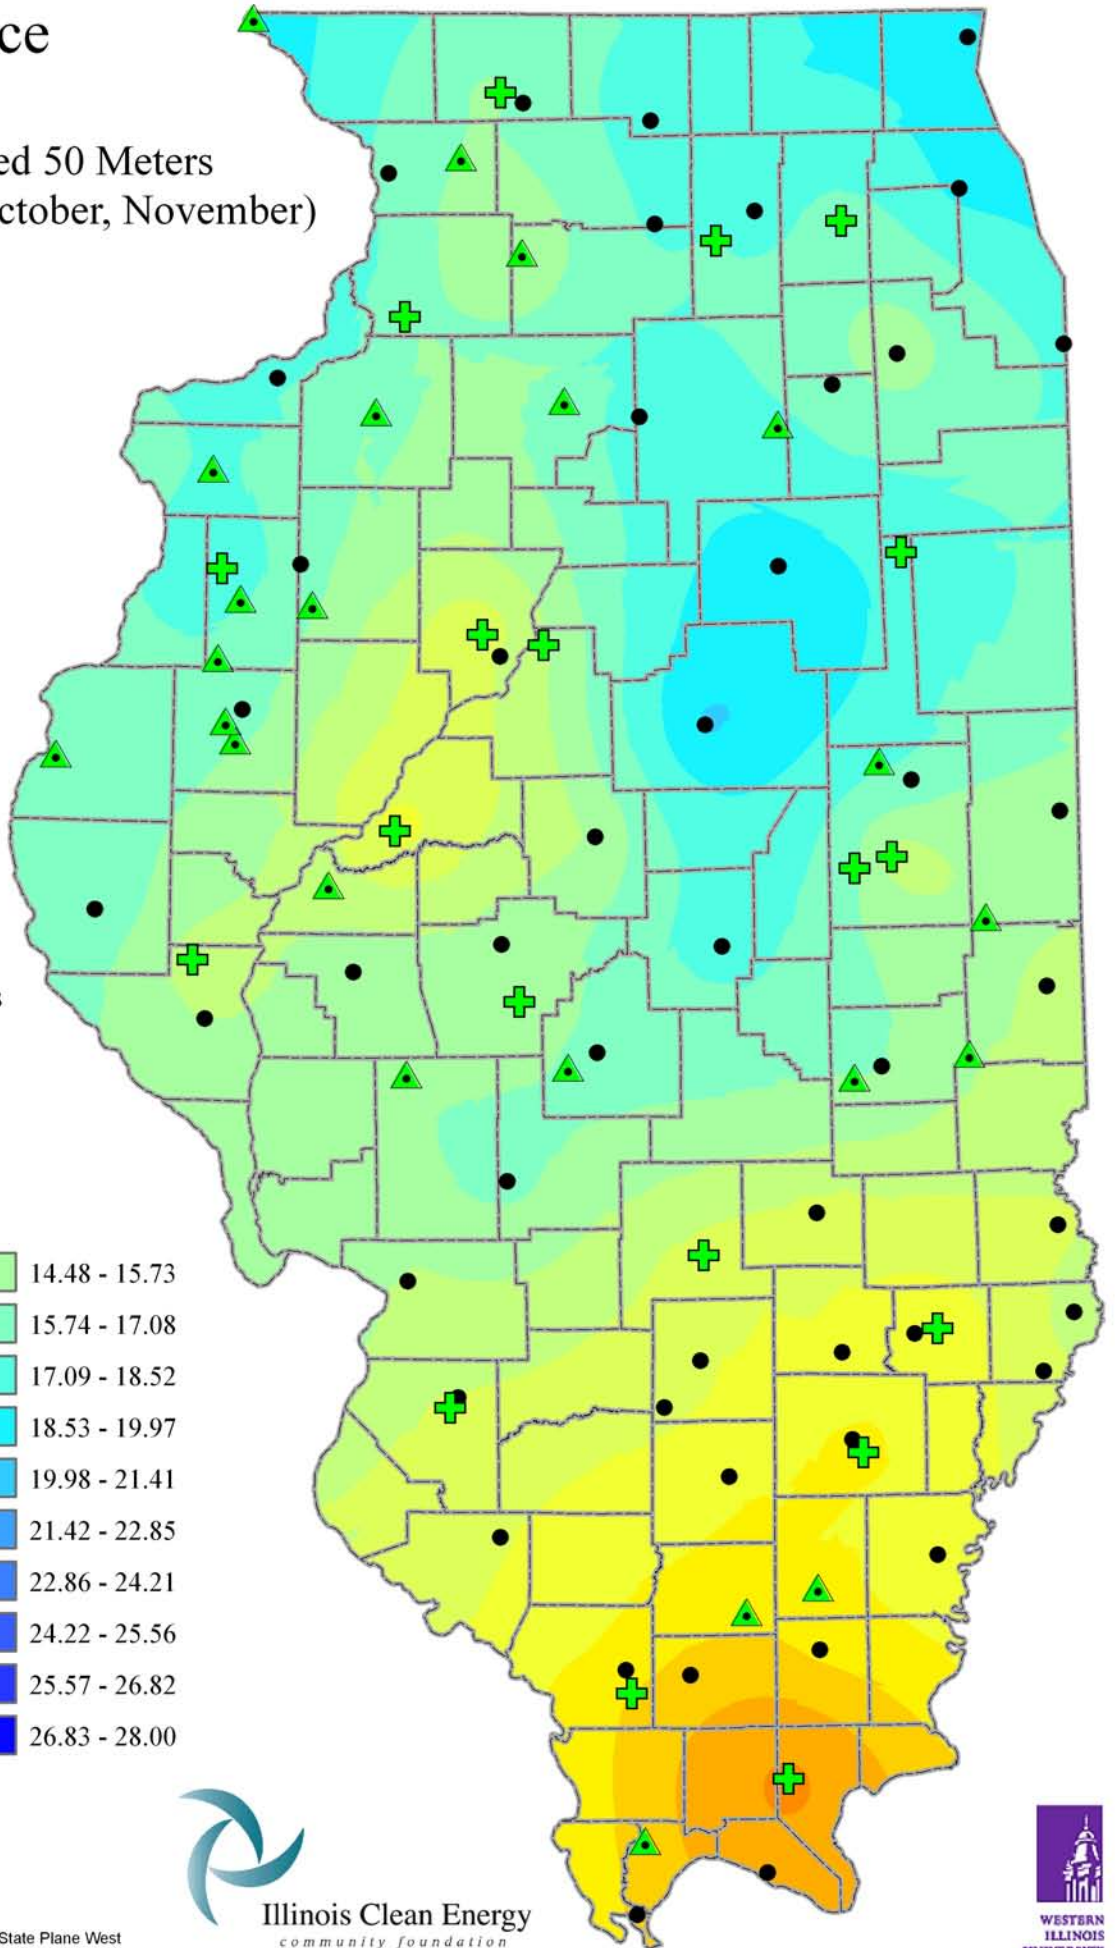 ce
ed 50 Meters
ctober, November)
s
14.48 - 15.73
15.74 - 17.08
17.09 - 18.52
18.53 - 19.97
19.98 - 21.41
21.42 - 22.85
22.86 - 24.21
24.22 - 25.56
25.57 - 26.82
26.83 - 28.00
Illinois Clean Energy
community foundation
State Plane West
WESTERN
ILLINOIS